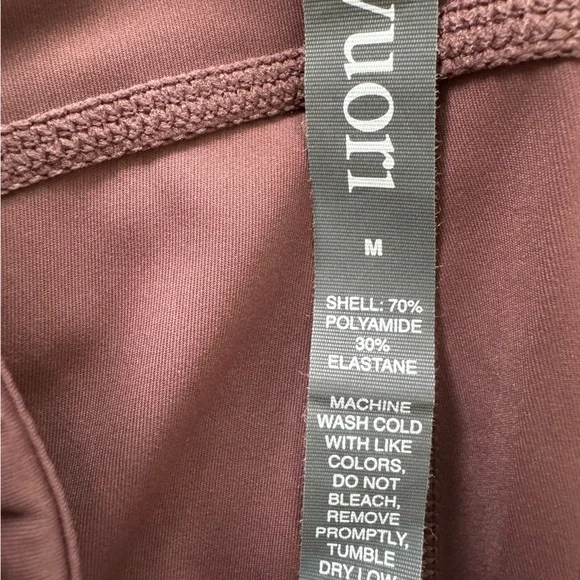 vuori
M
SHELL: 70%
POLYAMIDE
30%
ELASTANE
MACHINE
WASH COLD
WITH LIKE
COLORS,
DO NOT
BLEACH,
REMOVE
PROMPTLY,
TUMBLE
DRY LOW,